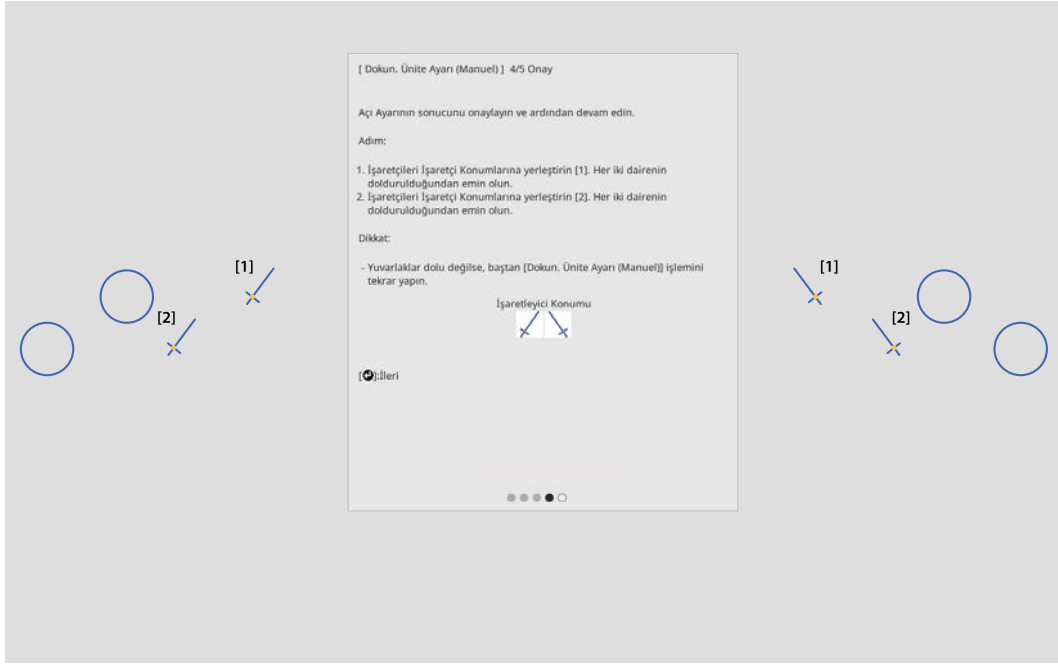 [ Dokun. Ünite Ayarı (Manuel) ] 4/5 Onay
Açı Ayarının sonucunu onaylayın ve ardından devam edin.
Adım:
1. İşaretçileri İşaretçi Konumlarına yerleştirin [1]. Her iki dairenin
doldurulduğundan emin olun.
2. İşaretçileri İşaretçi Konumlarına yerleştirin [2]. Her iki dairenin
doldurulduğundan emin olun.
Dikkat:
- Yuvarlaklar dolu değilse, baştan [Dokun. Ünite Ayarı (Manuel)] işlemini
tekrar yapın.
İşaretleyici Konumu
[ ]:İleri
[1]
[2]
[1]
[2]